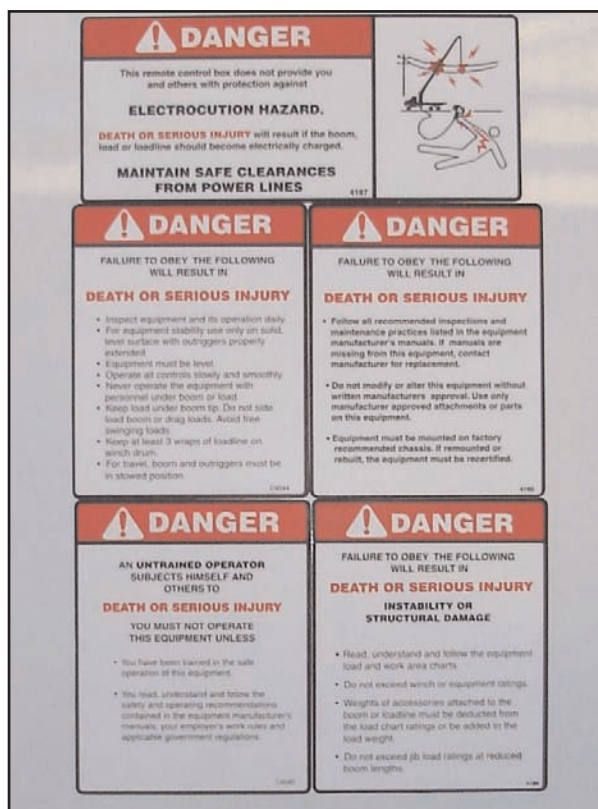 DANGER
This remote control box does not provide you
and others with protection against
ELECTROCUTION HAZARD.
DEATH OR SERIOUS INJURY will result if the boom,
load or loadline should become electrically charged.
MAINTAIN SAFE CLEARANCES
FROM POWER LINES
4187
DANGER
FAILURE TO OBEY THE FOLLOWING
WILL RESULT IN
DEATH OR SERIOUS INJURY
• Inspect equipment and its operation daily.
• For equipment stability use only on solid,
level surface with outriggers properly
extended.
• Equipment must be level.
• Operate all controls slowly and smoothly.
• Never operate the equipment with
personnel under boom or load.
• Keep load under boom tip. Do not side
load boom or drag loads. Avoid free
swinging loads.
• Keep at least 3 wraps of loadline on
winch drum.
• For travel, boom and outriggers must be
in stowed position.
DANGER
FAILURE TO OBEY THE FOLLOWING
WILL RESULT IN
DEATH OR SERIOUS INJURY
• Follow all recommended inspections and
maintenance practices listed in the equipment
manufacturer's manuals. If manuals are
missing from this equipment, contact
manufacturer for replacement.
• Do not modify or alter this equipment without
written manufacturers approval. Use only
manufacturer approved attachments or parts
on this equipment.
• Equipment must be mounted on factory
recommended chassis. If remounted or
rebuilt, the equipment must be recertified.
DANGER
AN UNTRAINED OPERATOR
SUBJECTS HIMSELF AND
OTHERS TO
DEATH OR SERIOUS INJURY
YOU MUST NOT OPERATE
THIS EQUIPMENT UNLESS
• You have been trained in the safe
operation of this equipment.
• You read, understand and follow the
safety and operating recommendations
contained in the equipment manufacturer's
manuals, your employer's work rules and
applicable government regulations.
DANGER
FAILURE TO OBEY THE FOLLOWING
WILL RESULT IN
DEATH OR SERIOUS INJURY
INSTABILITY OR
STRUCTURAL DAMAGE
• Read, understand and follow the equipment
load and work area charts.
• Do not exceed winch or equipment ratings.
• Weights of accessories attached to the
boom or loadline must be deducted from
the load chart ratings or be added in the
load weight.
• Do not exceed jib load ratings at reduced
boom lengths.